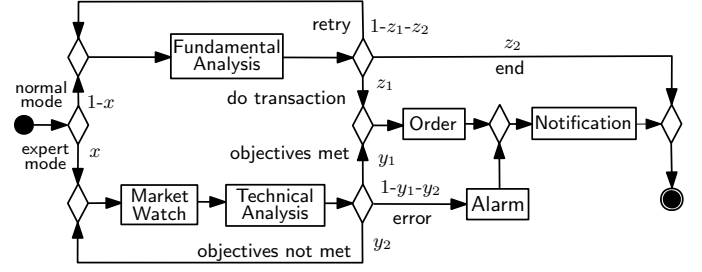 retry
1-z₁-z₂
Fundamental
Analysis
z₂
end
normal
mode
1-x
z₁
do transaction
Order
Notification
expert
mode
x
objectives met
y₁
Market
Watch
Technical
Analysis
1-y₁-y₂
error
Alarm
objectives not met
y₂